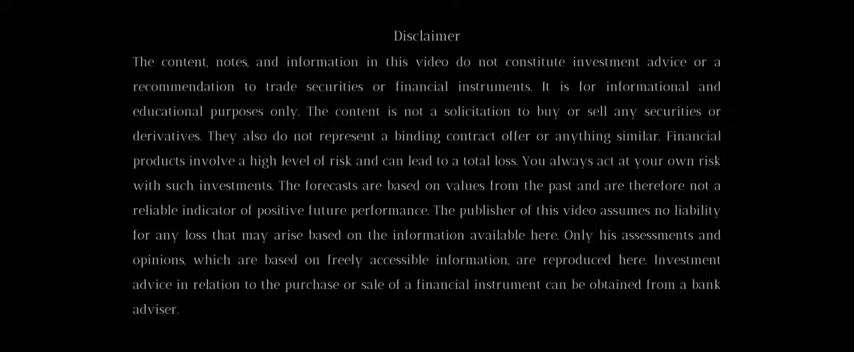 Disclaimer
The content, notes, and information in this video do not constitute investment advice or a
recommendation to trade securities or financial instruments. It is for informational and
educational purposes only. The content is not a solicitation to buy or sell any securities or
derivatives. They also do not represent a binding contract offer or anything similar. Financial
products involve a high level of risk and can lead to a total loss. You always act at your own risk
with such investments. The forecasts are based on values from the past and are therefore not a
reliable indicator of positive future performance. The publisher of this video assumes no liability
for any loss that may arise based on the information available here. Only his assessments and
opinions, which are based on freely accessible information, are reproduced here. Investment
advice in relation to the purchase or sale of a financial instrument can be obtained from a bank
adviser.